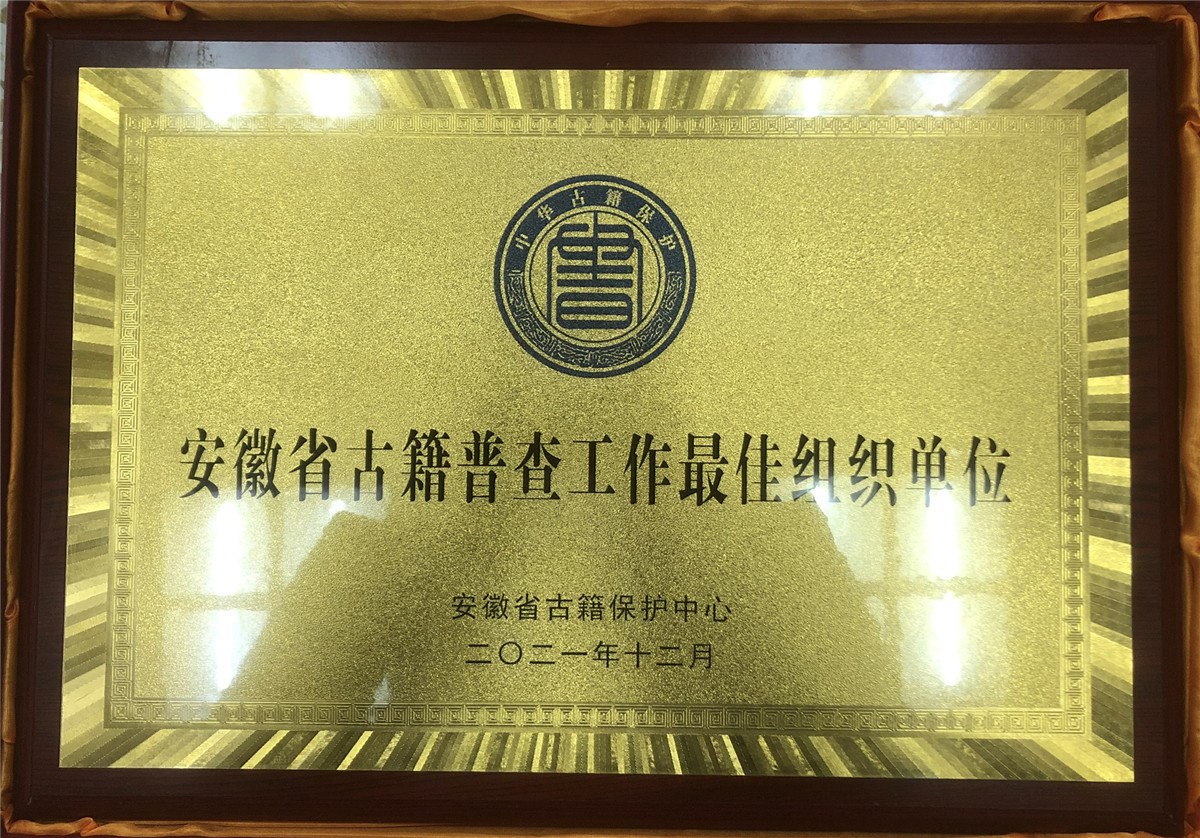 中华古籍保护
書
安徽省古籍普查工作最佳组织单位
安徽省古籍保护中心
二〇二一年十二月